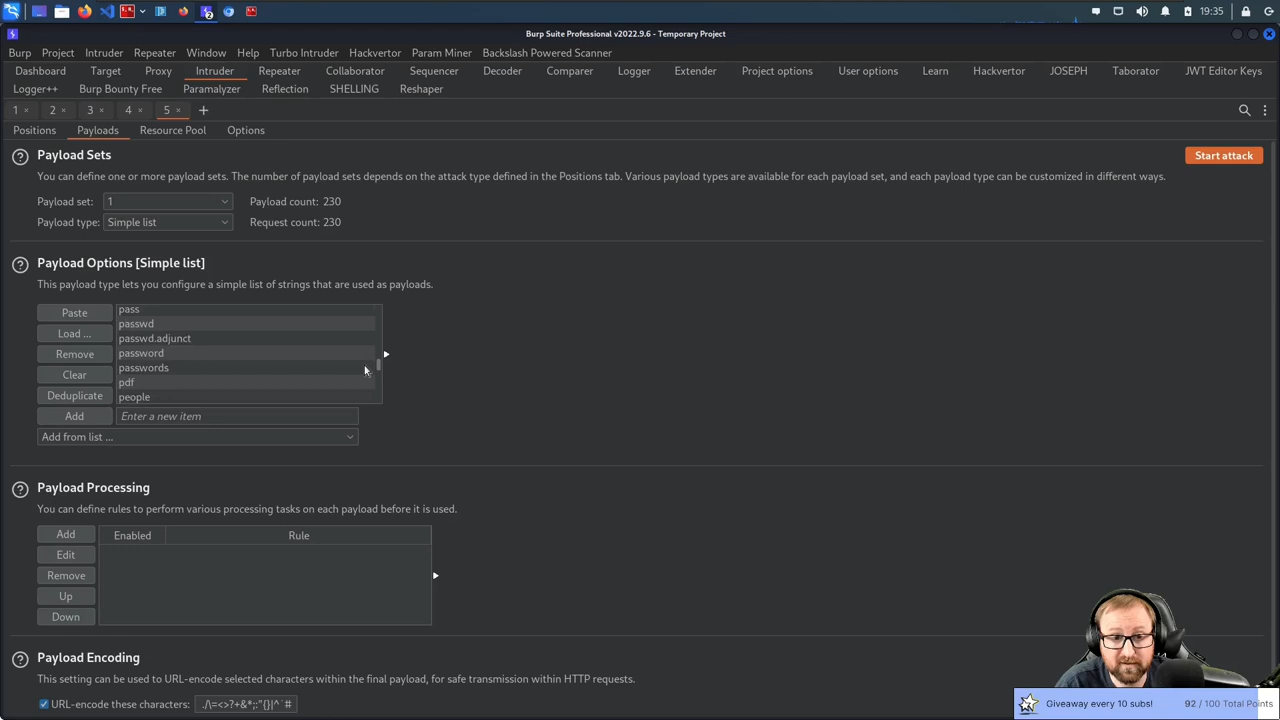 19:35
Burp Suite Professional v2022.9.6 - Temporary Project
Burp Project Intruder Repeater Window Help Turbo Intruder Hackvertor Param Miner Backslash Powered Scanner
Dashboard Target Proxy Intruder Repeater Collaborator Sequencer Decoder Comparer Logger Extender Project options User options Learn Hackvertor JOSEPH Taborator JWT Editor Keys
Logger++ Burp Bounty Free Paramalyzer Reflection SHELLING Reshaper
1 × 2 × 3 × 4 × 5 × +
Positions Payloads Resource Pool Options
? Payload Sets Start attack
You can define one or more payload sets. The number of payload sets depends on the attack type defined in the Positions tab. Various payload types are available for each payload set, and each payload type can be customized in different ways.
Payload set: 1 Payload count: 230
Payload type: Simple list Request count: 230
? Payload Options [Simple list]
This payload type lets you configure a simple list of strings that are used as payloads.
Paste pass
passwd
Load ... passwd.adjunct
Remove password
Clear passwords
pdf
Deduplicate people
Add Enter a new item
Add from list ...
? Payload Processing
You can define rules to perform various processing tasks on each payload before it is used.
Add Enabled Rule
Edit
Remove
Up
Down
? Payload Encoding
This setting can be used to URL-encode selected characters within the final payload, for safe transmission within HTTP requests.
URL-encode these characters: ./\=<>?+&*;:"{}|^`#
Giveaway every 10 subs! 92 / 100 Total Points